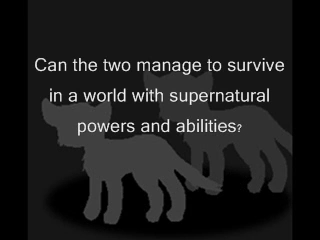 Can the two manage to survive
in a world with supernatural
powers and abilities?